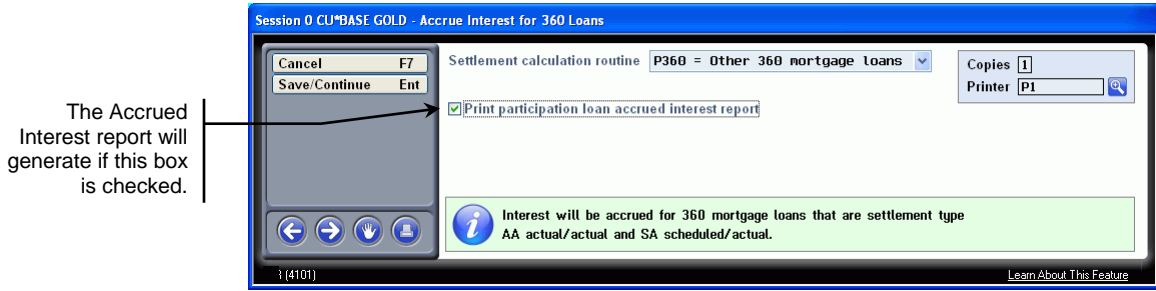 Session 0 CU*BASE GOLD - Accrue Interest for 360 Loans
Cancel F7
Save/Continue Ent
Settlement calculation routine P360 = Other 360 mortgage loans
Copies 1
Printer P1
Print participation loan accrued interest report
The Accrued
Interest report will
generate if this box
is checked.
Interest will be accrued for 360 mortgage loans that are settlement type
AA actual/actual and SA scheduled/actual.
(4101)
Learn About This Feature